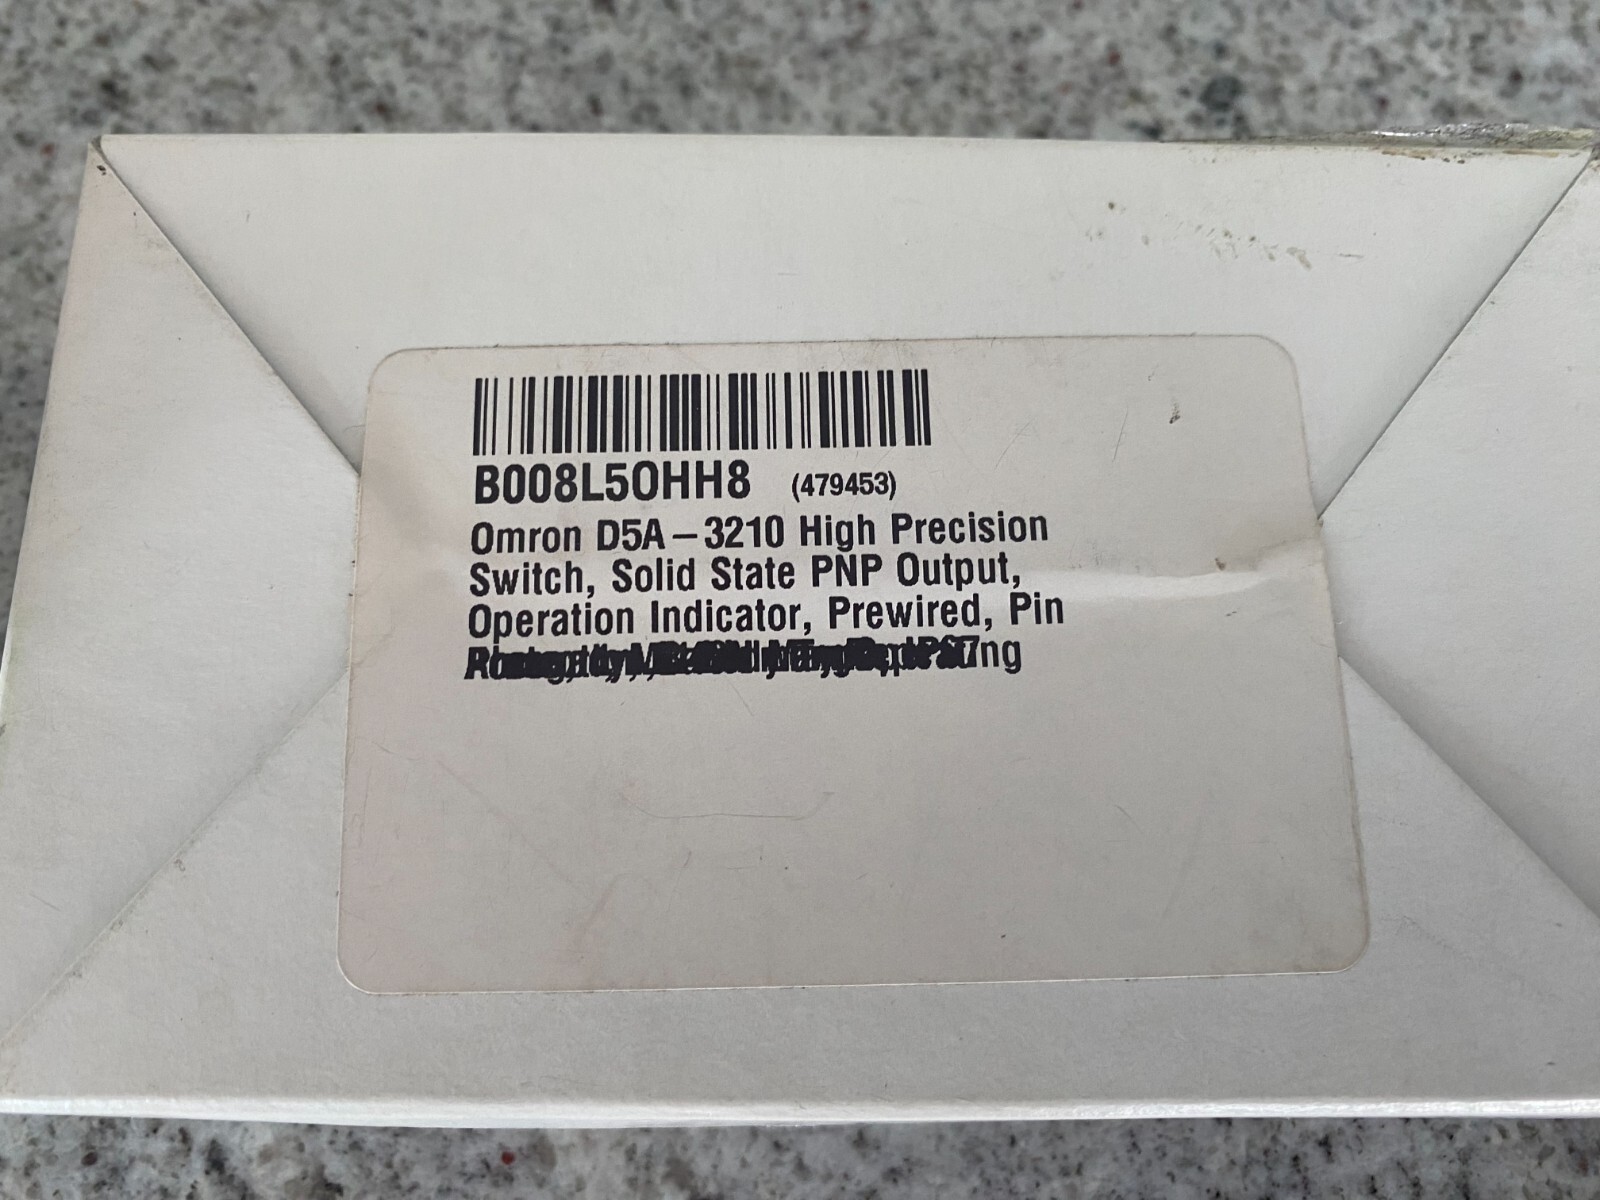 B008L5OHH8 (479453)
Omron D5A-3210 High Precision
Switch, Solid State PNP Output,
Operation Indicator, Prewired, Pin